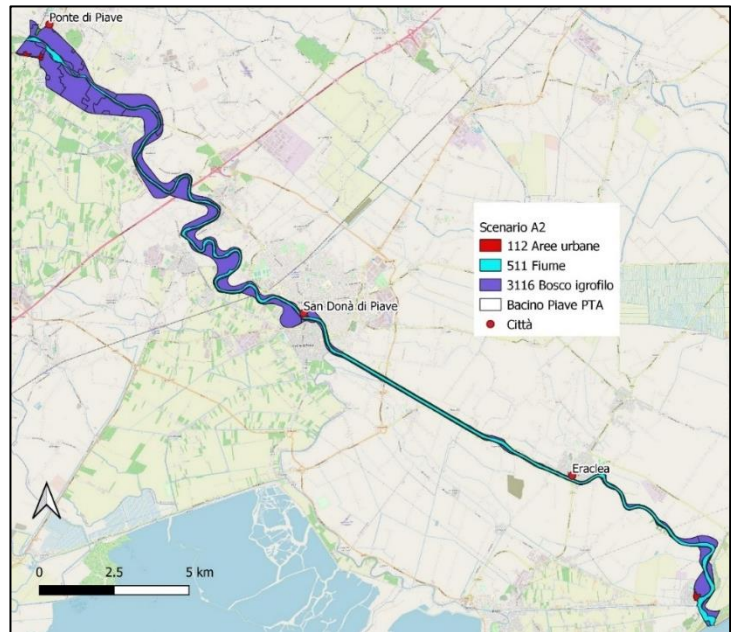 Ponte di Piave
Scenario A2
112 Aree urbane
511 Fiume
3116 Bosco igrofilo
Bacino Piave PTA
Città
San Donà di Piave
Eraclea
0 2.5 5 km